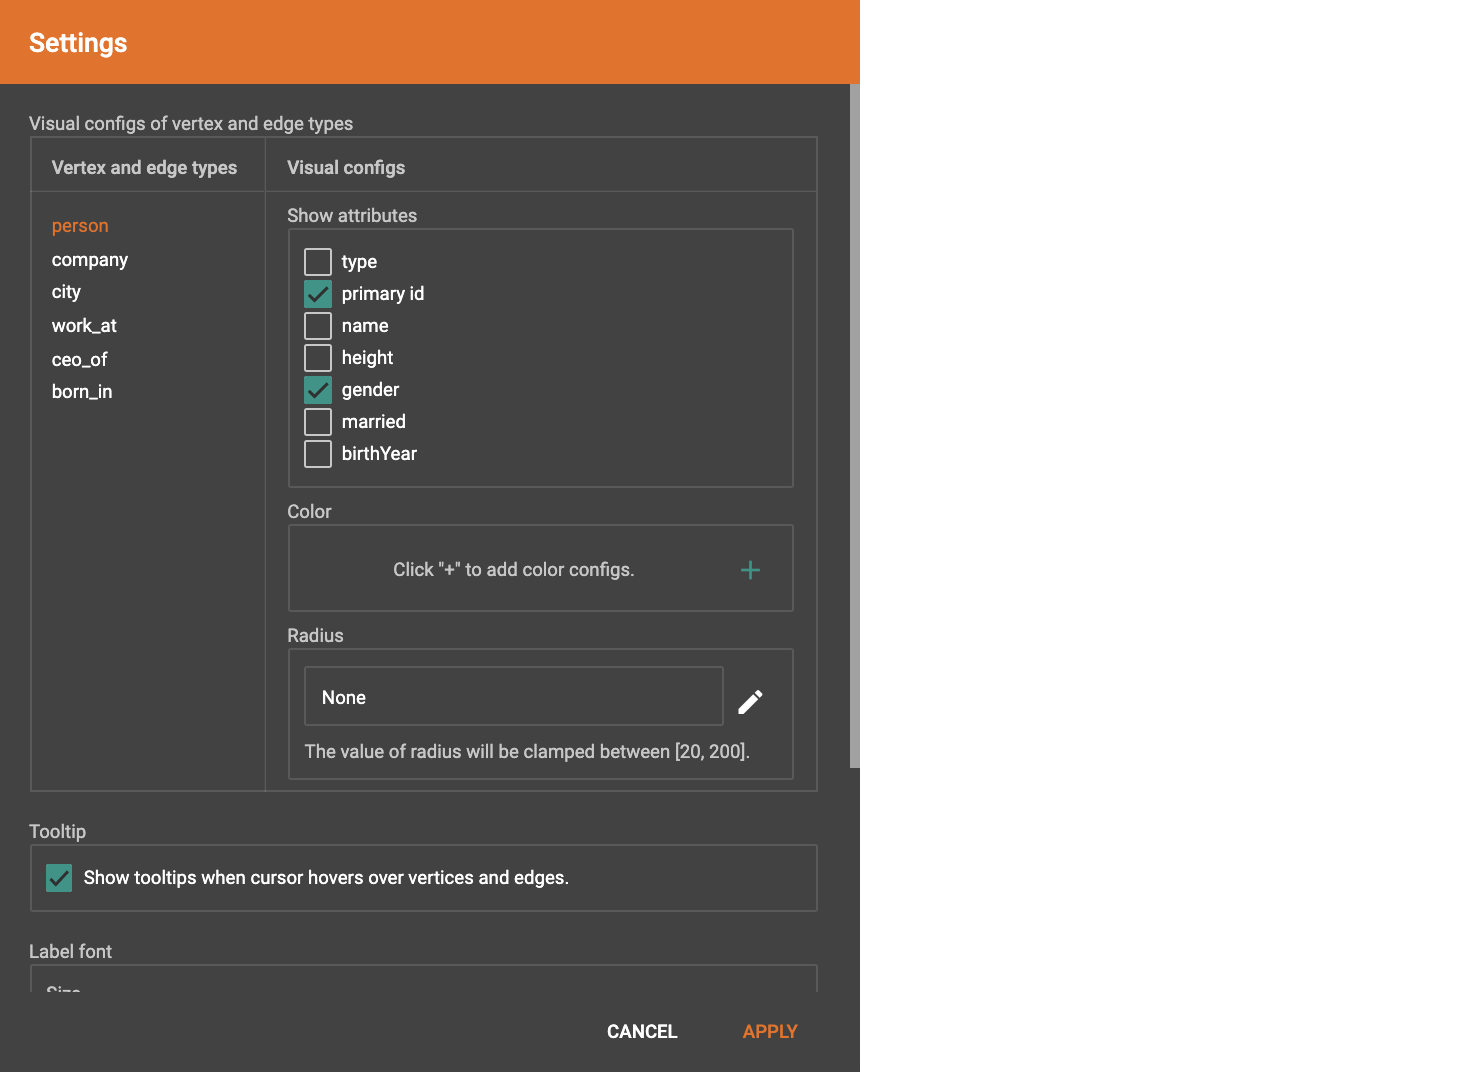 Settings
Visual configs of vertex and edge types
Vertex and edge types
Visual configs
person
company
city
work_at
ceo_of
born_in
Show attributes
type
primary id
name
height
gender
married
birthYear
Color
Click "+" to add color configs.
Radius
None
The value of radius will be clamped between [20, 200].
Tooltip
Show tooltips when cursor hovers over vertices and edges.
Label font
Size
CANCEL
APPLY